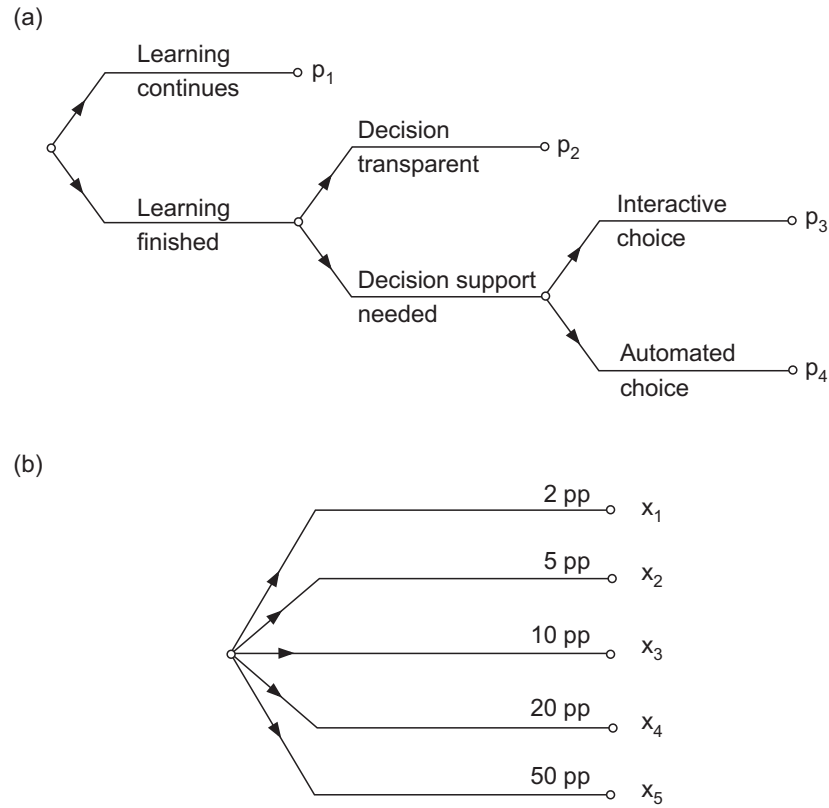 (a)
Learning
continues
p₁
Decision
transparent
p₂
Learning
finished
Interactive
choice
p₃
Decision support
needed
Automated
choice
p₄
(b)
2 pp x₁
5 pp x₂
10 pp x₃
20 pp x₄
50 pp x₅